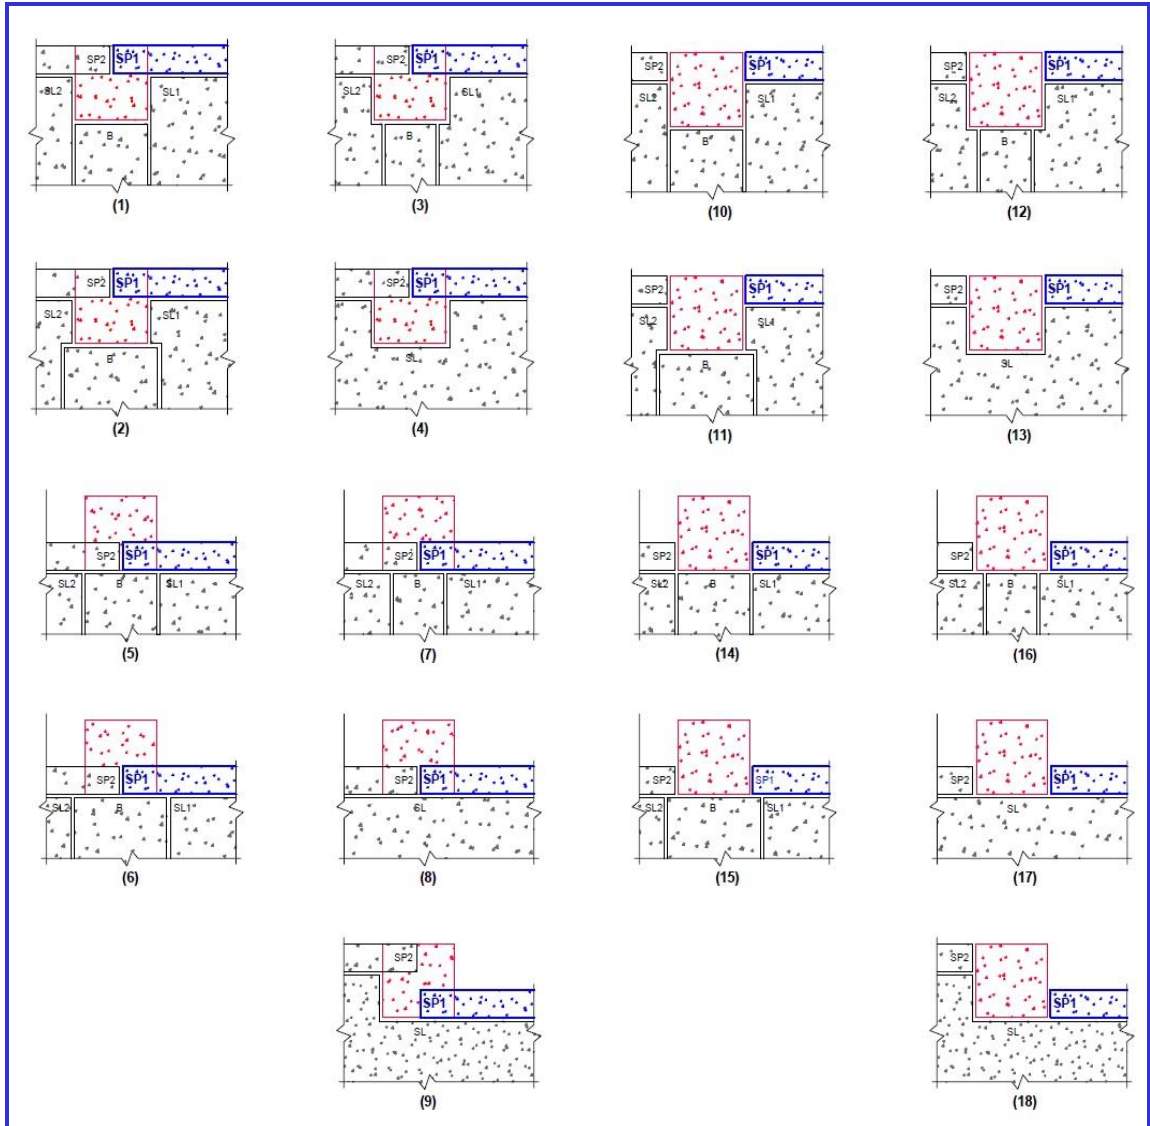 SP2 SP1 SP2 SP1 SP2 SP1 SP2 SP1
SL2 SL1 SL2 SL1 SL2 SL1 SL2 SL1
B B B B
(1) (3) (10) (12)
SP2 SP1 SP2 SP1 SP2 SP1 SP2 SP1
SL2 SL1 SL2 SL1
B SL B SL
(2) (4) (11) (13)
SP2 SP1 SP2 SP1 SP2 SP1 SP2 SP1
SL2 B SL1 SL2 B SL1 SL2 B SL1 SL2 B SL1
(5) (7) (14) (16)
SP2 SP1 SP2 SP1 SP2 SP1 SP2 SP1
SL2 B SL1 SL SL2 B SL1 SL
(6) (8) (15) (17)
SP2 SP2
SP1 SP1
SL SL
(9) (18)